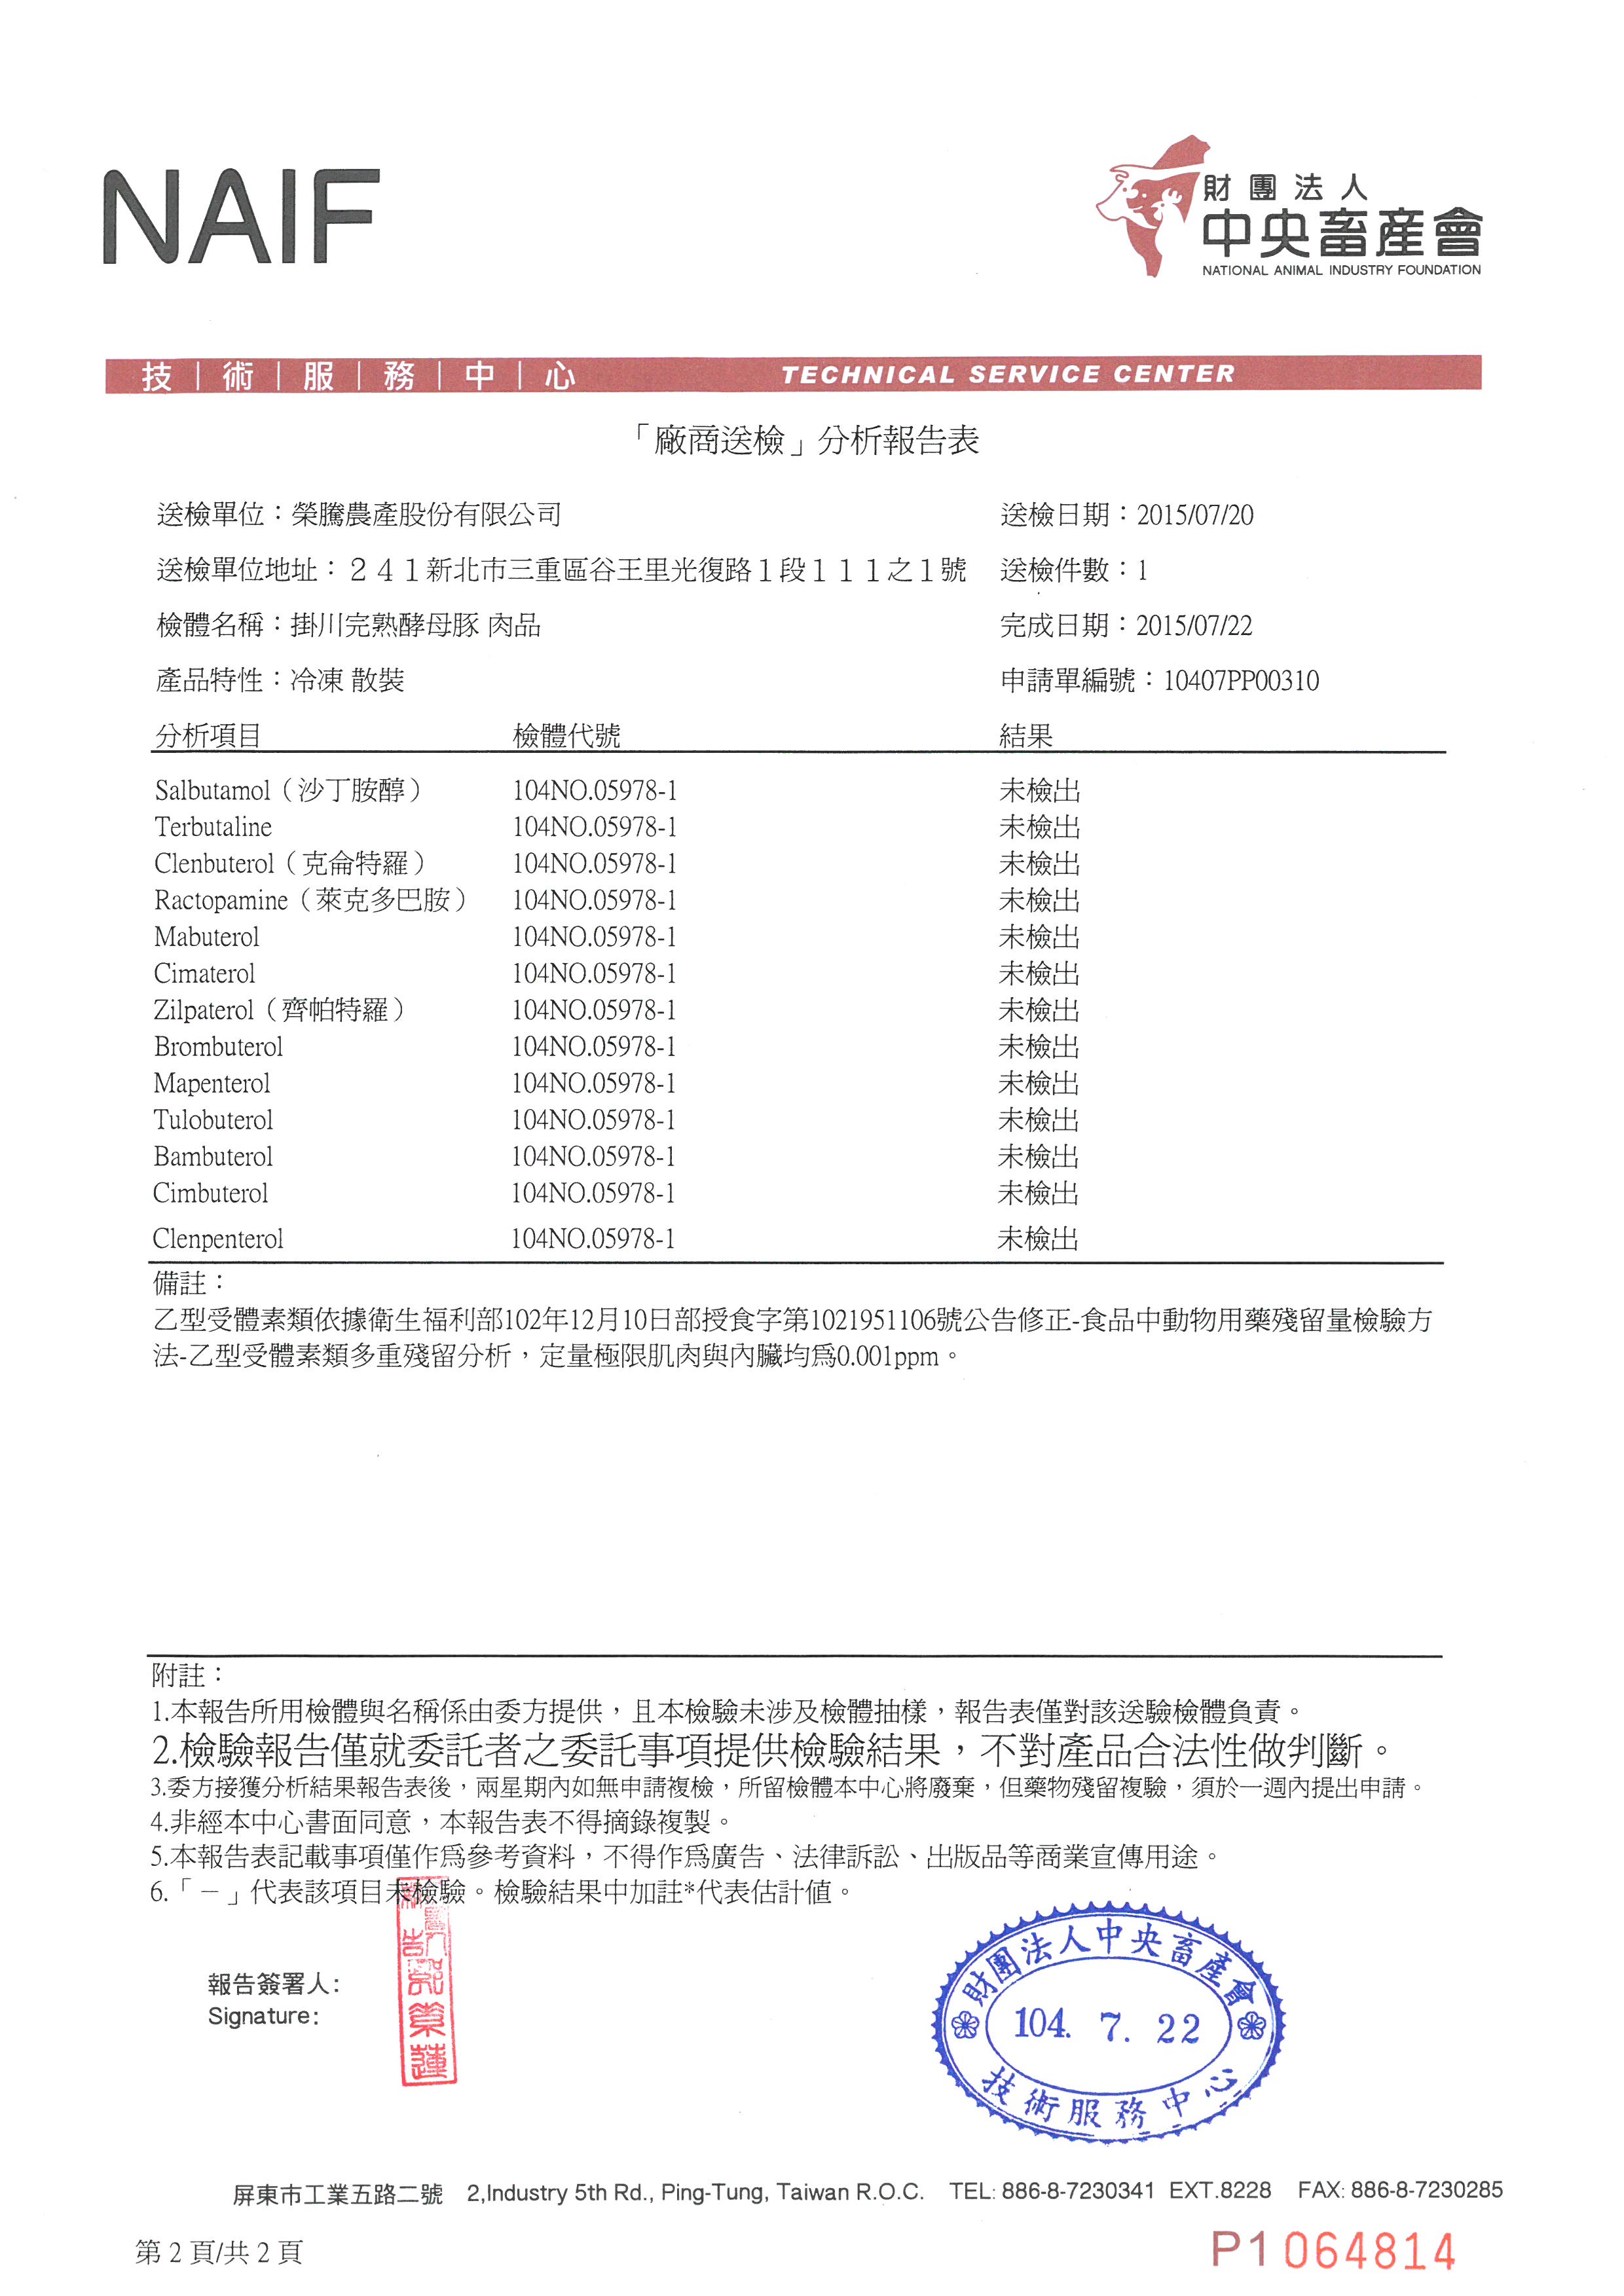 NAIF
財團法人
中央畜產會
NATIONAL ANIMAL INDUSTRY FOUNDATION
技|術|服|務|中|心 TECHNICAL SERVICE CENTER
「廠商送檢」分析報告表
送檢單位：榮騰農產股份有限公司 送檢日期：2015/07/20
送檢單位地址：２４１新北市三重區谷王里光復路１段１１１之１號 送檢件數：1
檢體名稱：掛川完熟酵母豚 肉品 完成日期：2015/07/22
產品特性：冷凍 散裝 申請單編號：10407PP00310
分析項目 檢體代號 結果
Salbutamol（沙丁胺醇） 104NO.05978-1 未檢出
Terbutaline 104NO.05978-1 未檢出
Clenbuterol（克侖特羅） 104NO.05978-1 未檢出
Ractopamine（萊克多巴胺） 104NO.05978-1 未檢出
Mabuterol 104NO.05978-1 未檢出
Cimaterol 104NO.05978-1 未檢出
Zilpaterol（齊帕特羅） 104NO.05978-1 未檢出
Brombuterol 104NO.05978-1 未檢出
Mapenterol 104NO.05978-1 未檢出
Tulobuterol 104NO.05978-1 未檢出
Bambuterol 104NO.05978-1 未檢出
Cimbuterol 104NO.05978-1 未檢出
Clenpenterol 104NO.05978-1 未檢出
備註：
乙型受體素類依據衛生福利部102年12月10日部授食字第1021951106號公告修正-食品中動物用藥殘留量檢驗方
法-乙型受體素類多重殘留分析，定量極限肌肉與內臟均為0.001ppm。
附註：
1.本報告所用檢體與名稱係由委方提供，且本檢驗未涉及檢體抽樣，報告表僅對該送驗檢體負責。
2.檢驗報告僅就委託者之委託事項提供檢驗結果，不對產品合法性做判斷。
3.委方接獲分析結果報告表後，兩星期內如無申請複檢，所留檢體本中心將廢棄，但藥物殘留複驗，須於一週內提出申請。
4.非經本中心書面同意，本報告表不得摘錄複製。
5.本報告表記載事項僅作為參考資料，不得作為廣告、法律訴訟、出版品等商業宣傳用途。
6.「－」代表該項目未檢驗。檢驗結果中加註*代表估計值。
報告簽署人:
Signature:
財團法人中央畜產會
104. 7. 22
技術服務中心
屏東市工業五路二號 2,Industry 5th Rd., Ping-Tung, Taiwan R.O.C. TEL: 886-8-7230341 EXT.8228 FAX: 886-8-7230285
第 2 頁/共 2 頁 P1 064814